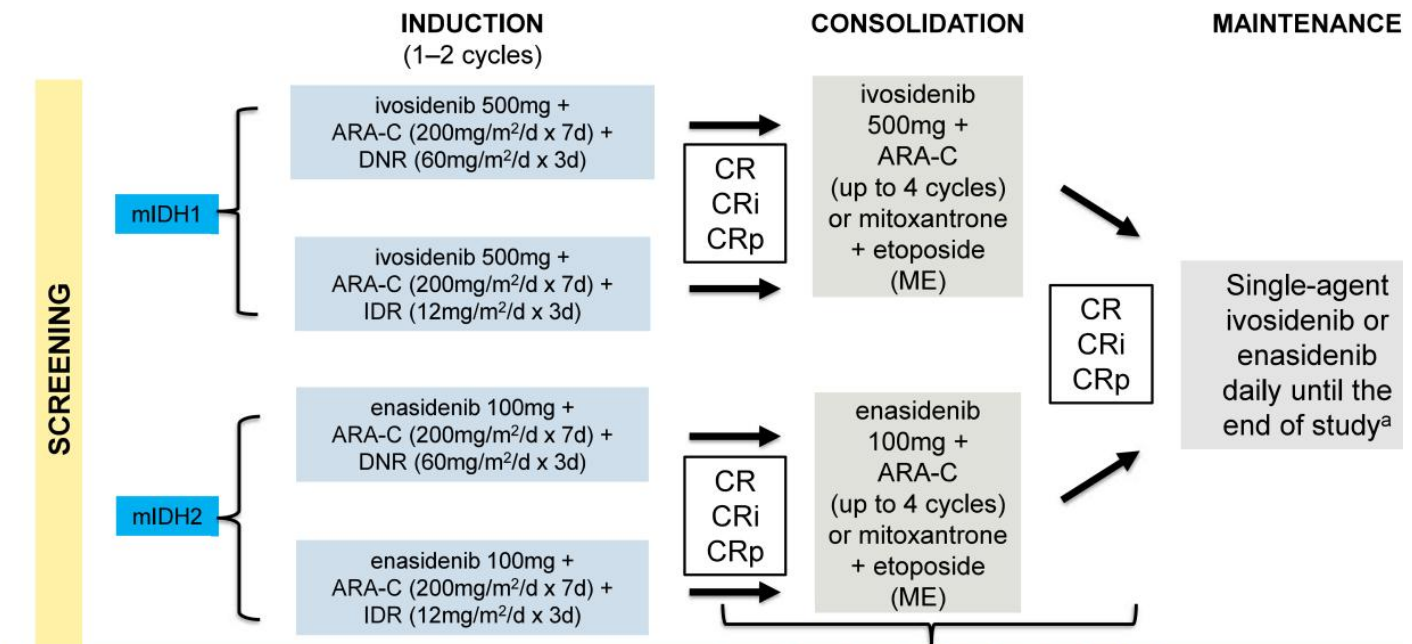 INDUCTION
(1–2 cycles)
CONSOLIDATION
MAINTENANCE
SCREENING
mIDH1
ivosidenib 500mg +
ARA-C (200mg/m²/d x 7d) +
DNR (60mg/m²/d x 3d)
ivosidenib 500mg +
ARA-C (200mg/m²/d x 7d) +
IDR (12mg/m²/d x 3d)
CR
CRi
CRp
ivosidenib
500mg +
ARA-C
(up to 4 cycles)
or mitoxantrone
+ etoposide
(ME)
mIDH2
enasidenib 100mg +
ARA-C (200mg/m²/d x 7d) +
DNR (60mg/m²/d x 3d)
enasidenib 100mg +
ARA-C (200mg/m²/d x 7d) +
IDR (12mg/m²/d x 3d)
CR
CRi
CRp
enasidenib
100mg +
ARA-C
(up to 4 cycles)
or mitoxantrone
+ etoposide
(ME)
CR
CRi
CRp
Single-agent
ivosidenib or
enasidenib
daily until the
end of studyᵃ